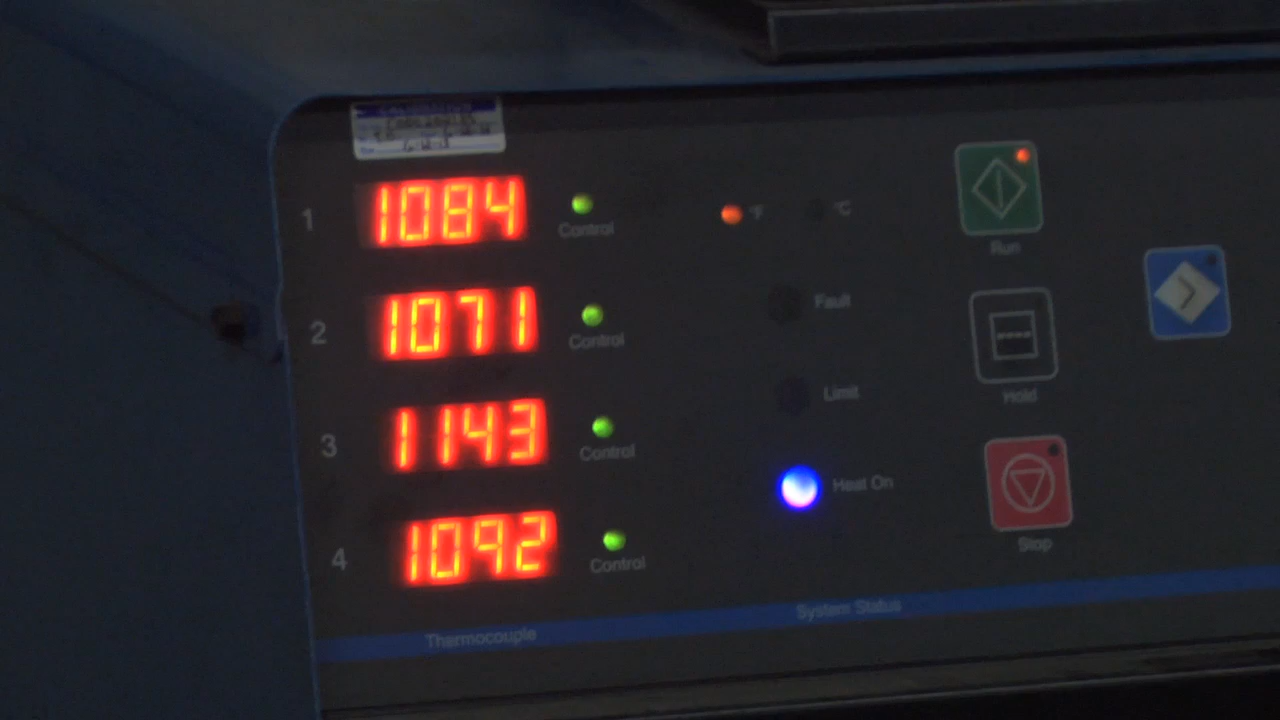 1 1084 Control °F °C
Run
2 1071 Control Fault
3 1143 Control Limit
Hold
4 1092 Control Heat On
Stop
Thermocouple System Status